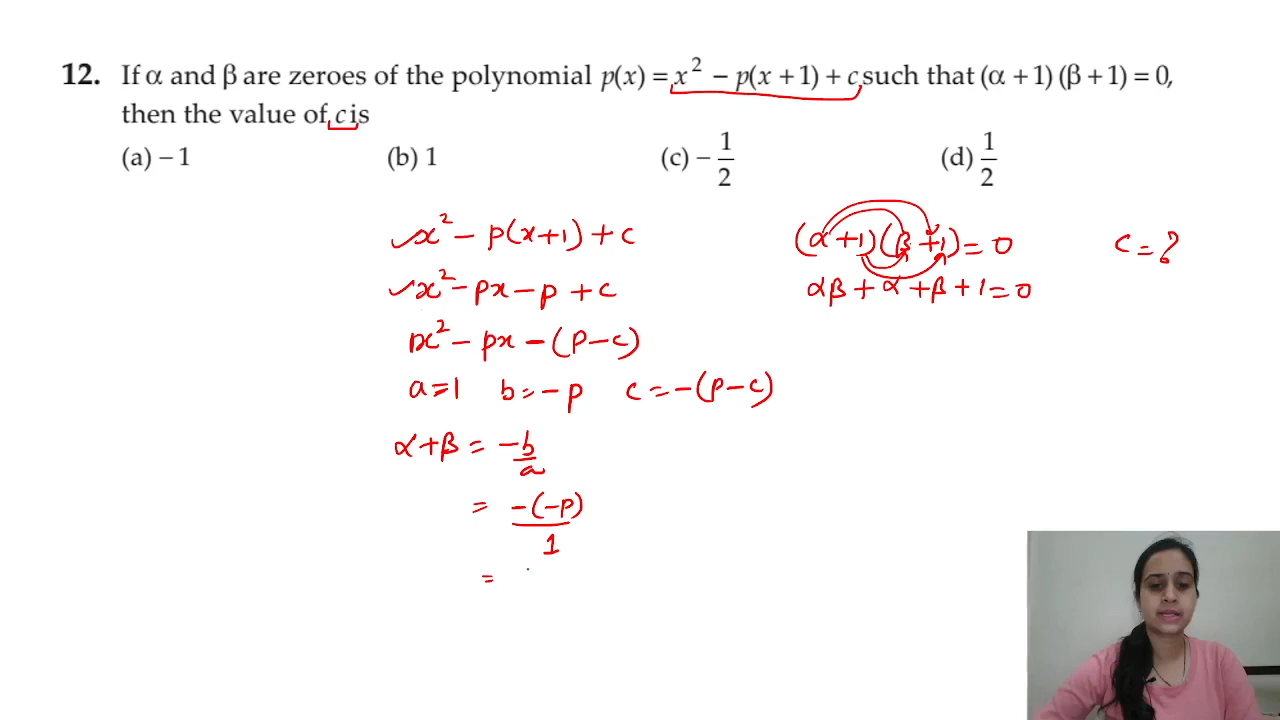 12. If α and β are zeroes of the polynomial p(x) = x² − p(x + 1) + c such that (α + 1) (β + 1) = 0,
then the value of c is
(a) − 1 (b) 1 (c) − 1/2 (d) 1/2
x² − p(x+1) + c
x² − px − p + c
x² − px − (p − c)
a = 1 b = − p c = − (p − c)
α + β = −b/a
= −(−p)/1
=
(α + 1)(β + 1) = 0
αβ + α + β + 1 = 0
c = ?